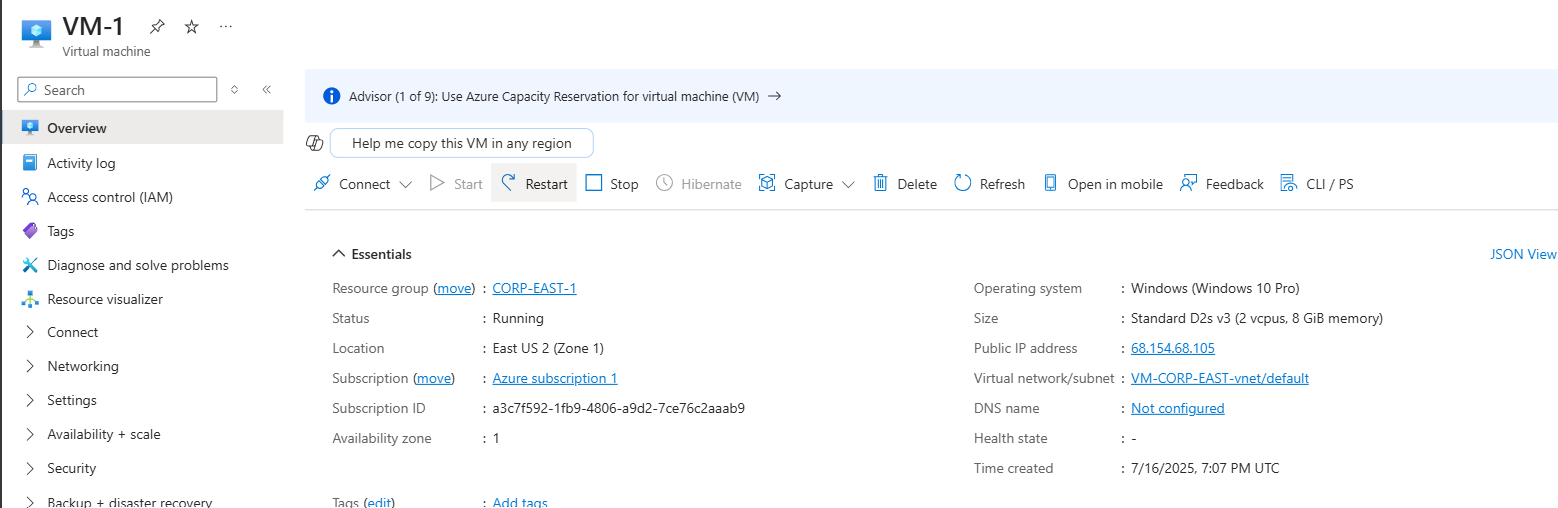 VM-1
Virtual machine
Search
Overview
Activity log
Access control (IAM)
Tags
Diagnose and solve problems
Resource visualizer
Connect
Networking
Settings
Availability + scale
Security
Backup + disaster recovery
Advisor (1 of 9): Use Azure Capacity Reservation for virtual machine (VM) →
Help me copy this VM in any region
Connect Start Restart Stop Hibernate Capture Delete Refresh Open in mobile Feedback CLI / PS
Essentials
JSON View
Resource group (move) : CORP-EAST-1
Status : Running
Location : East US 2 (Zone 1)
Subscription (move) : Azure subscription 1
Subscription ID : a3c7f592-1fb9-4806-a9d2-7ce76c2aaab9
Availability zone : 1
Tags (edit) : Add tags
Operating system : Windows (Windows 10 Pro)
Size : Standard D2s v3 (2 vcpus, 8 GiB memory)
Public IP address : 68.154.68.105
Virtual network/subnet : VM-CORP-EAST-vnet/default
DNS name : Not configured
Health state : -
Time created : 7/16/2025, 7:07 PM UTC